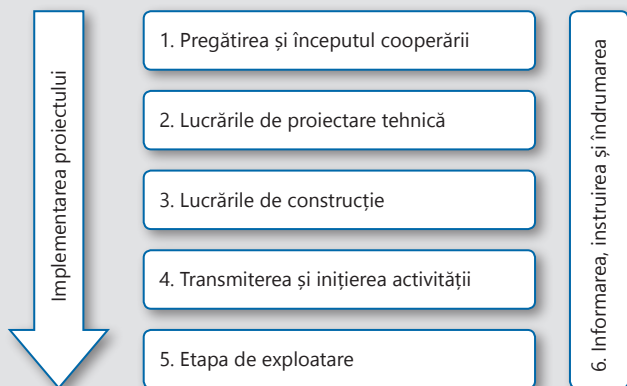 Implementarea proiectului
1. Pregătirea și începutul cooperării
2. Lucrările de proiectare tehnică
3. Lucrările de construcție
4. Transmiterea și inițierea activității
5. Etapa de exploatare
6. Informarea, instruirea și îndrumarea